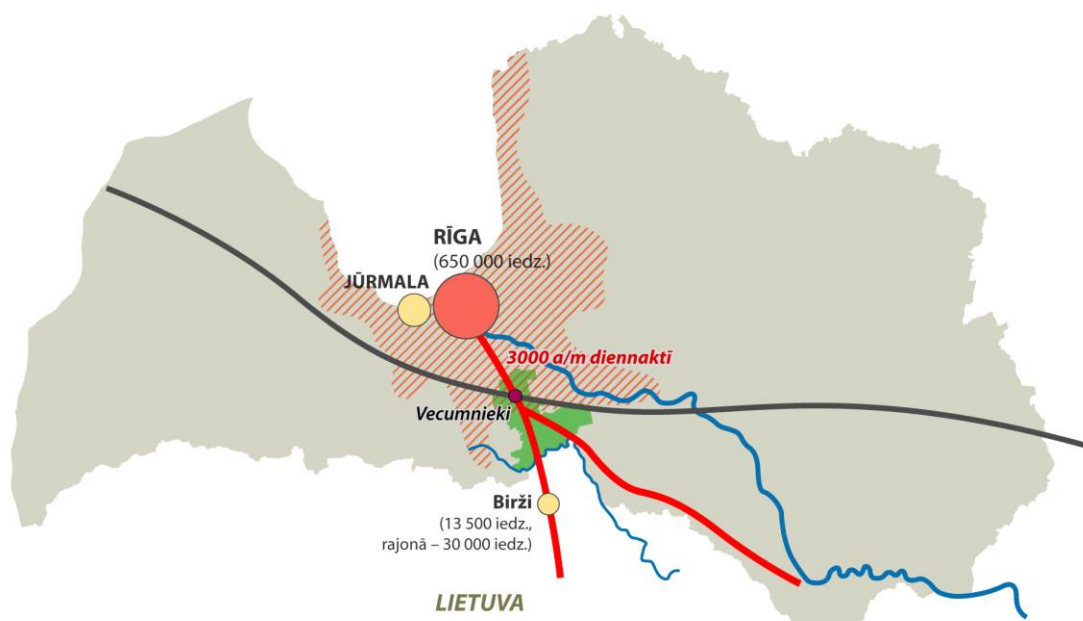 RĪGA
(650 000 iedz.)
JŪRMALA
3000 a/m diennaktī
Vecumnieki
Birži
(13 500 iedz.,
rajonā – 30 000 iedz.)
LIETUVA